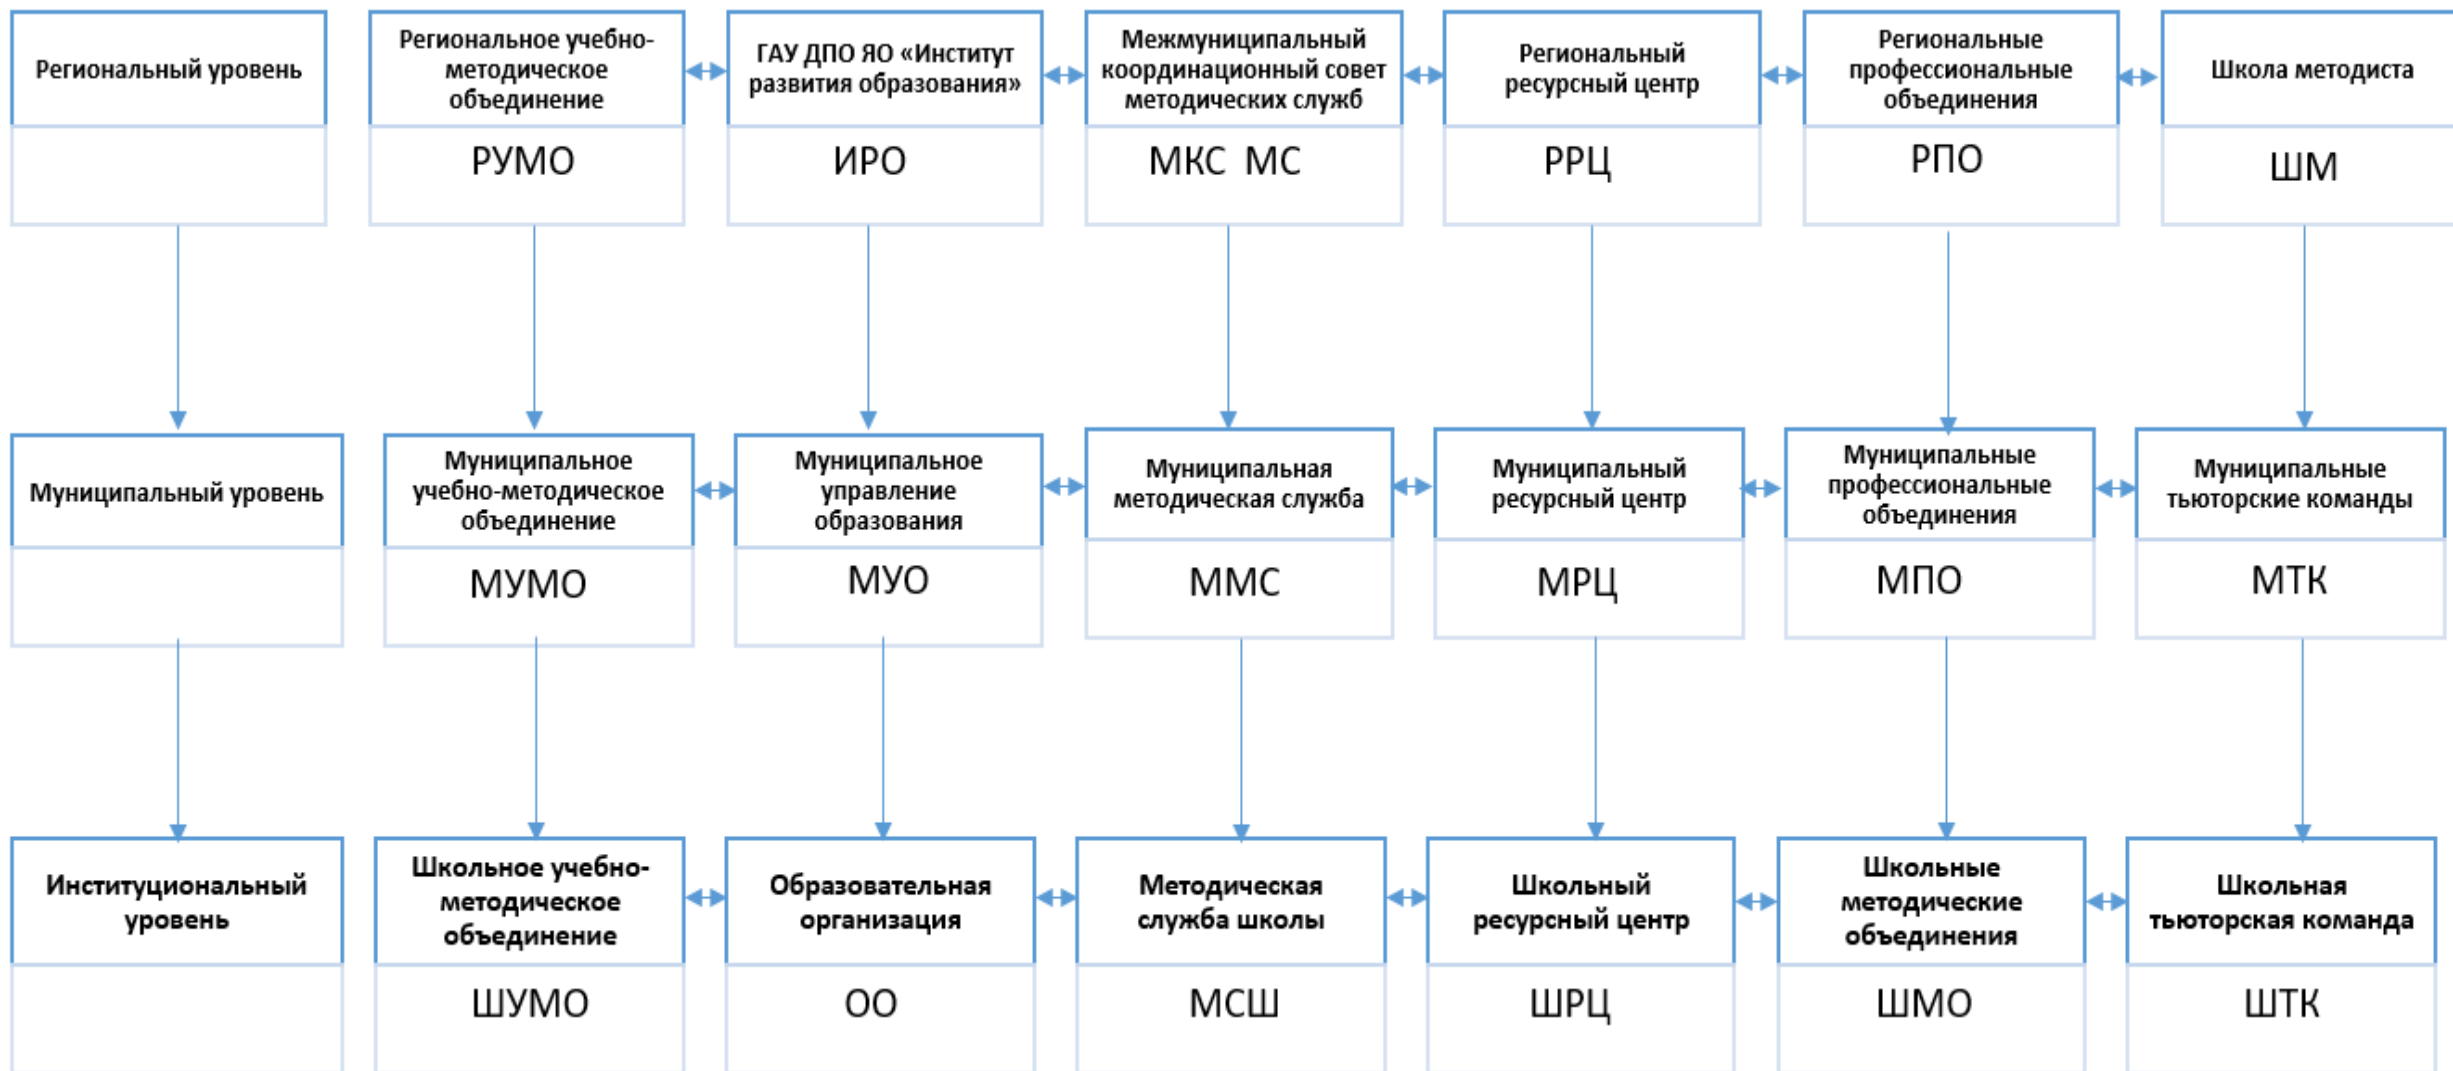 Региональный уровень
Региональное учебно-
методическое
объединение
РУМО
ГАУ ДПО ЯО «Институт
развития образования»
ИРО
Межмуниципальный
координационный совет
методических служб
МКС МС
Региональный
ресурсный центр
РРЦ
Региональные
профессиональные
объединения
РПО
Школа методиста
ШМ
Муниципальный уровень
Муниципальное
учебно-методическое
объединение
МУМО
Муниципальное
управление
образования
МУО
Муниципальная
методическая служба
ММС
Муниципальный
ресурсный центр
МРЦ
Муниципальные
профессиональные
объединения
МПО
Муниципальные
тьюторские команды
МТК
Институциональный
уровень
Школьное учебно-
методическое
объединение
ШУМО
Образовательная
организация
ОО
Методическая
служба школы
МСШ
Школьный
ресурсный центр
ШРЦ
Школьные
методические
объединения
ШМО
Школьная
тьюторская команда
ШТК